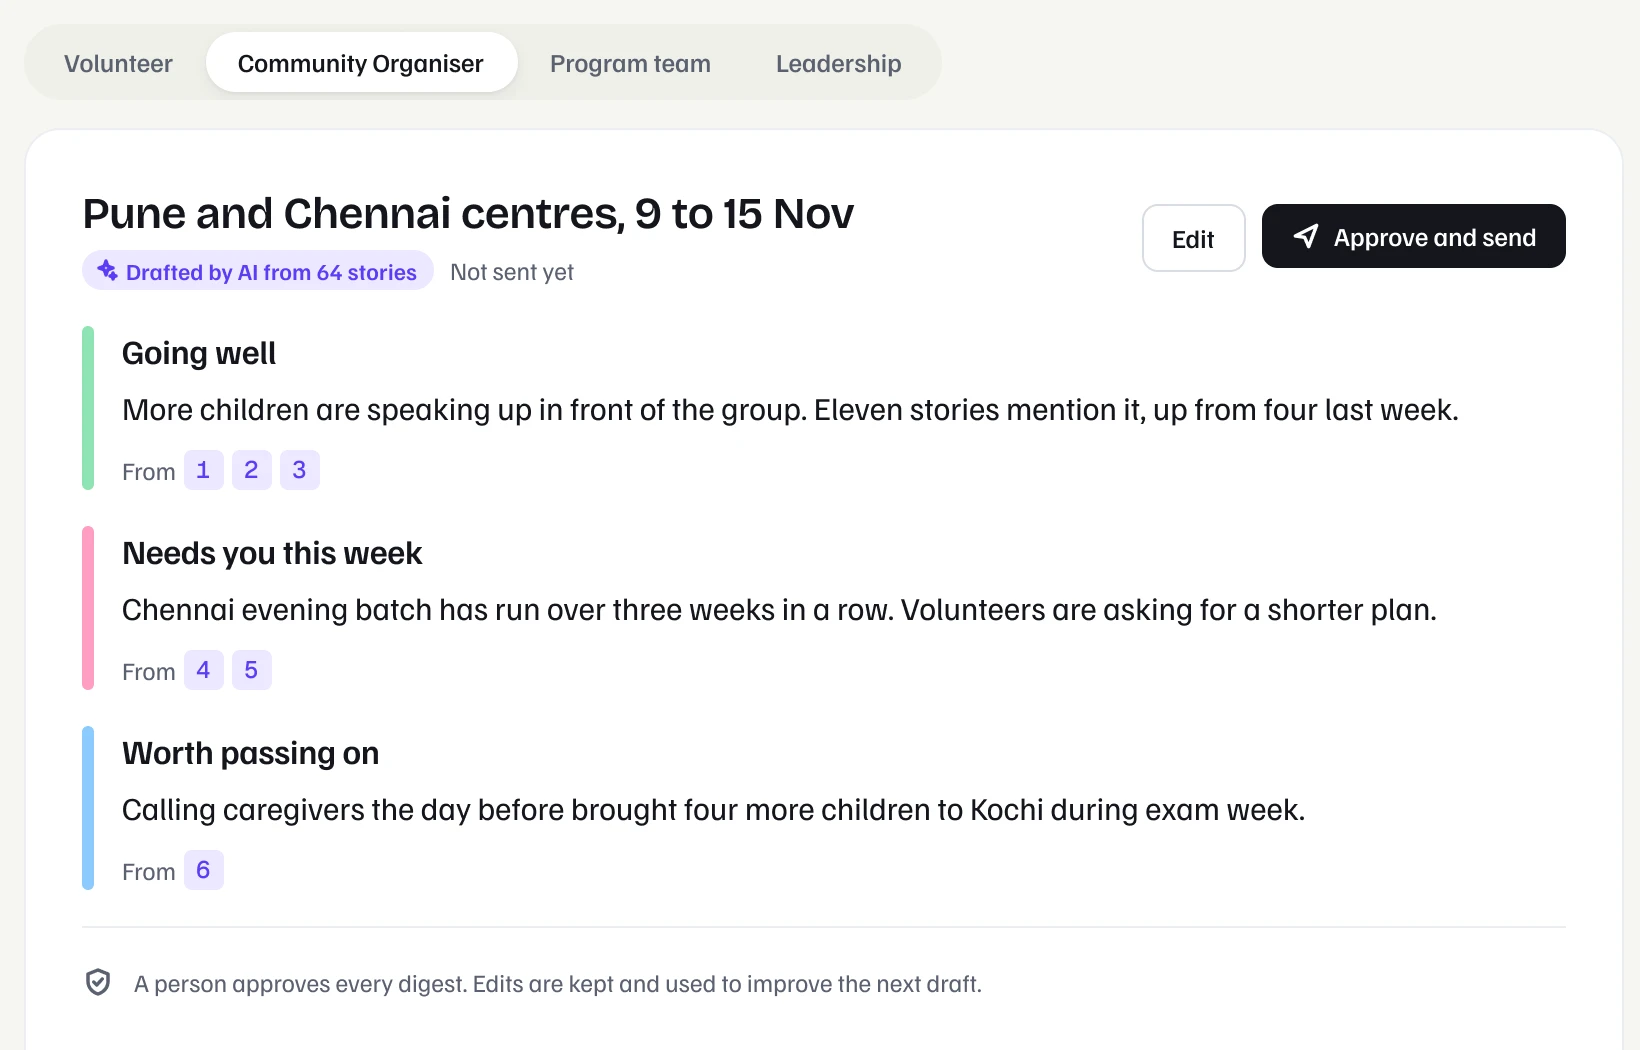 Volunteer
Community Organiser
Program team
Leadership
Pune and Chennai centres, 9 to 15 Nov
Edit
Approve and send
Drafted by AI from 64 stories
Not sent yet
Going well
More children are speaking up in front of the group. Eleven stories mention it, up from four last week.
From 1 2 3
Needs you this week
Chennai evening batch has run over three weeks in a row. Volunteers are asking for a shorter plan.
From 4 5
Worth passing on
Calling caregivers the day before brought four more children to Kochi during exam week.
From 6
A person approves every digest. Edits are kept and used to improve the next draft.